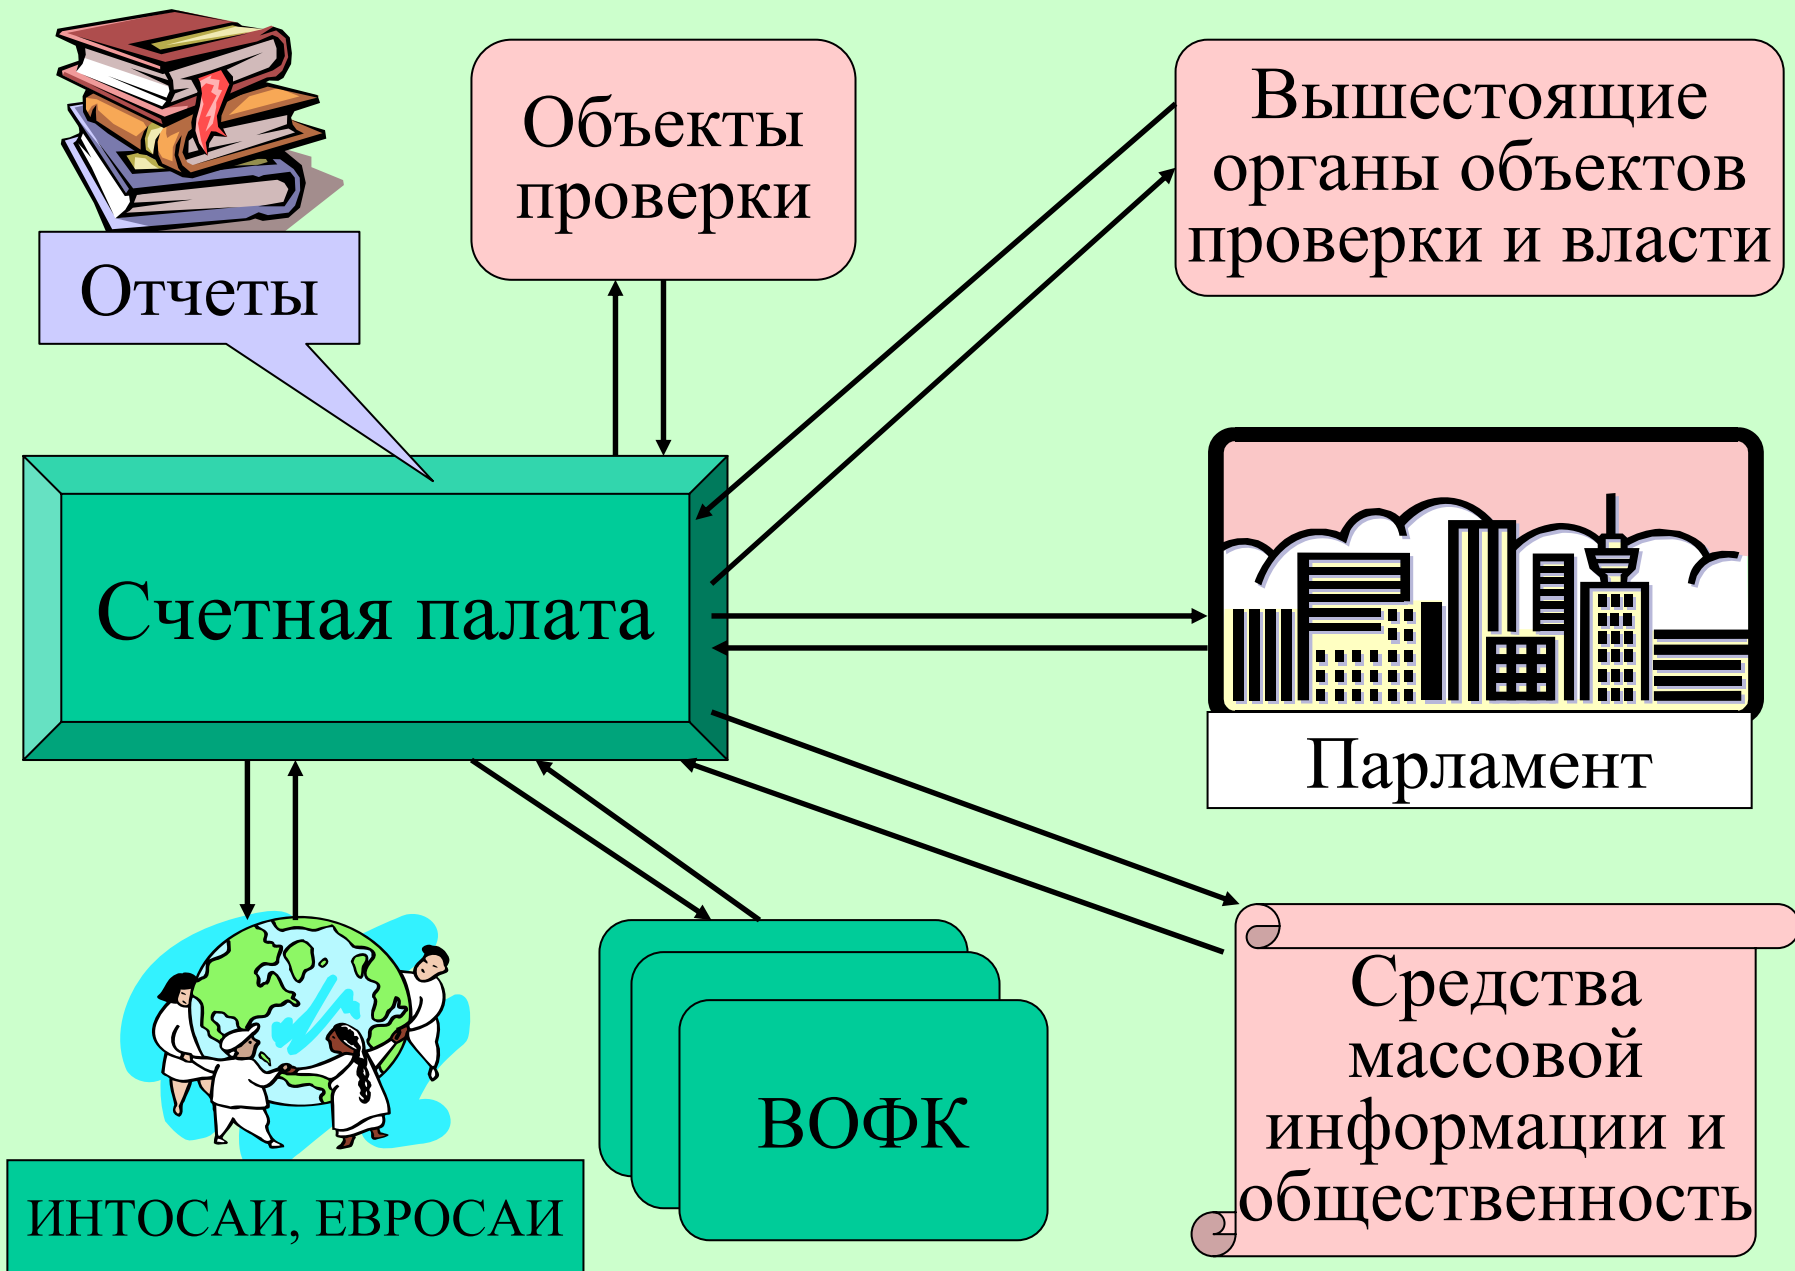 Отчеты
Объекты
проверки
Вышестоящие
органы объектов
проверки и власти
Счетная палата
Парламент
ИНТОСАИ, ЕВРОСАИ
ВОФК
Средства
массовой
информации и
общественность